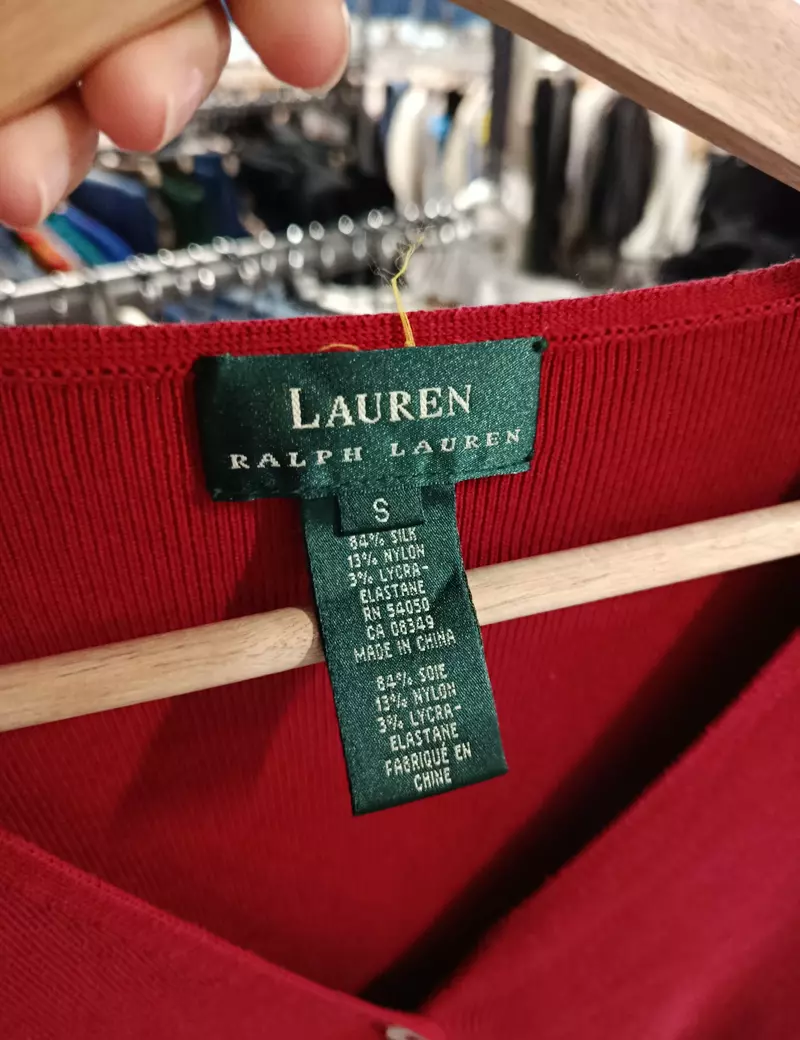 LAUREN
RALPH LAUREN
S
84% SILK
13% NYLON
3% LYCRA-
ELASTANE
RN 54050
CA 08349
MADE IN CHINA
84% SOIE
13% NYLON
3% LYCRA-
ELASTANE
FABRIQUÉ EN
CHINE